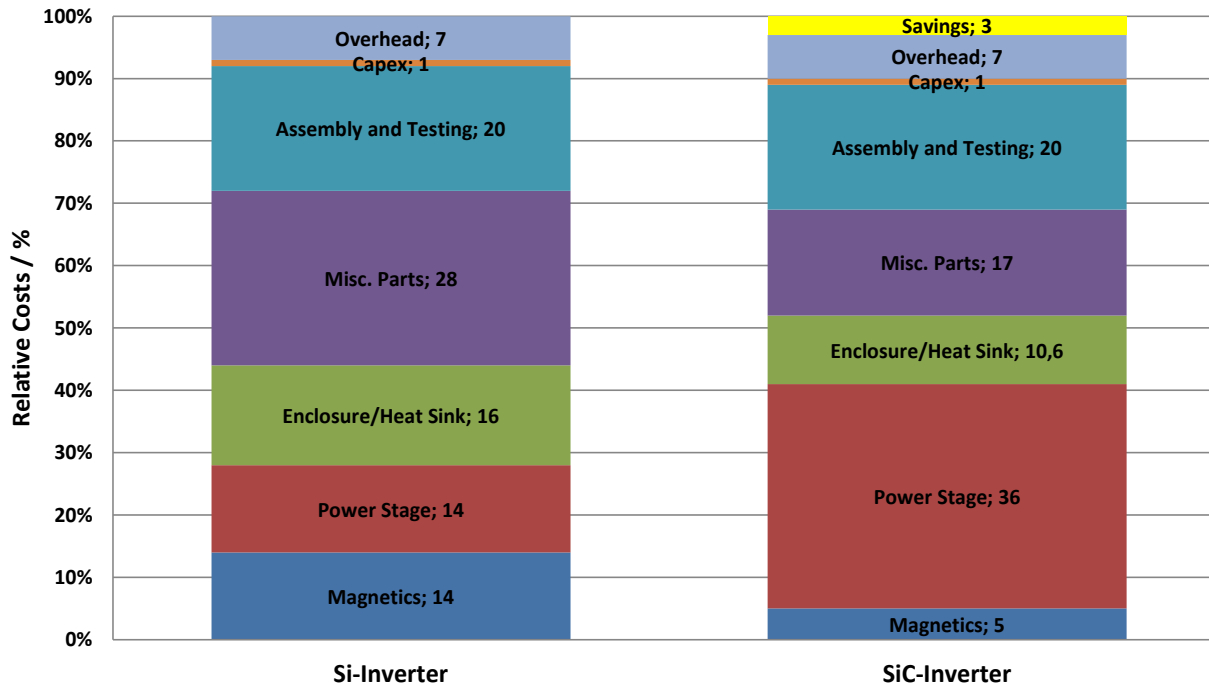 100%
90%
80%
70%
60%
50%
40%
30%
20%
10%
0%
Relative Costs / %
Overhead; 7
Capex; 1
Assembly and Testing; 20
Misc. Parts; 28
Enclosure/Heat Sink; 16
Power Stage; 14
Magnetics; 14
Savings; 3
Overhead; 7
Capex; 1
Assembly and Testing; 20
Misc. Parts; 17
Enclosure/Heat Sink; 10,6
Power Stage; 36
Magnetics; 5
Si-Inverter
SiC-Inverter